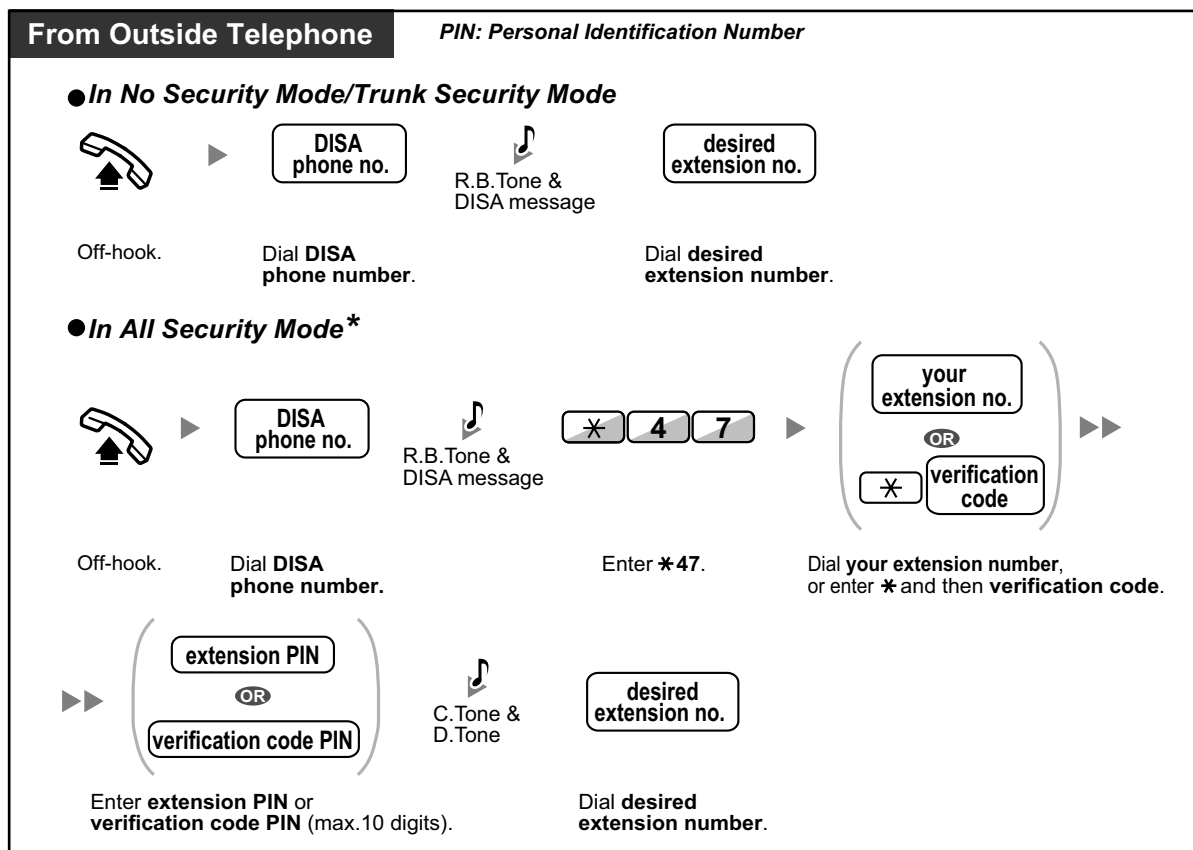 From Outside Telephone
PIN: Personal Identification Number
●In No Security Mode/Trunk Security Mode
DISA
phone no.
R.B.Tone &
DISA message
desired
extension no.
Off-hook.
Dial DISA
phone number.
Dial desired
extension number.
●In All Security Mode*
DISA
phone no.
R.B.Tone &
DISA message
* 4 7
your
extension no.
OR
* verification
code
Off-hook.
Dial DISA
phone number.
Enter *47.
Dial your extension number,
or enter * and then verification code.
extension PIN
OR
verification code PIN
C.Tone &
D.Tone
desired
extension no.
Enter extension PIN or
verification code PIN (max.10 digits).
Dial desired
extension number.